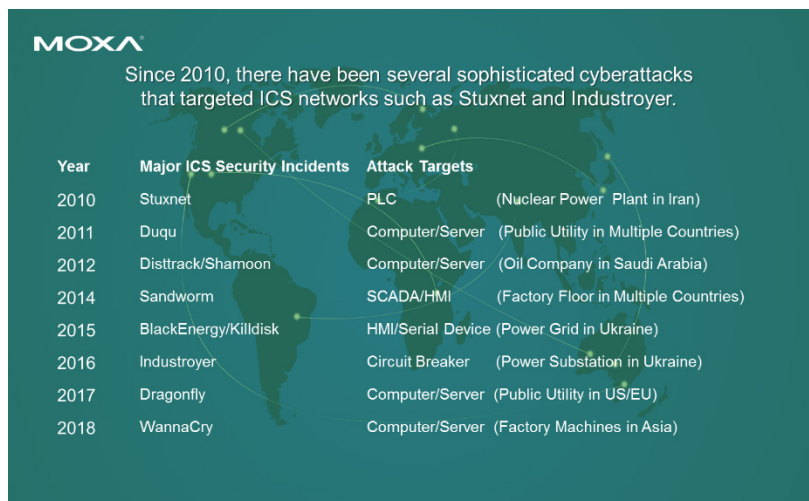 MOXA®
Since 2010, there have been several sophisticated cyberattacks
that targeted ICS networks such as Stuxnet and Industroyer.
Year Major ICS Security Incidents Attack Targets
2010 Stuxnet PLC (Nuclear Power Plant in Iran)
2011 Duqu Computer/Server (Public Utility in Multiple Countries)
2012 Disttrack/Shamoon Computer/Server (Oil Company in Saudi Arabia)
2014 Sandworm SCADA/HMI (Factory Floor in Multiple Countries)
2015 BlackEnergy/Killdisk HMI/Serial Device (Power Grid in Ukraine)
2016 Industroyer Circuit Breaker (Power Substation in Ukraine)
2017 Dragonfly Computer/Server (Public Utility in US/EU)
2018 WannaCry Computer/Server (Factory Machines in Asia)